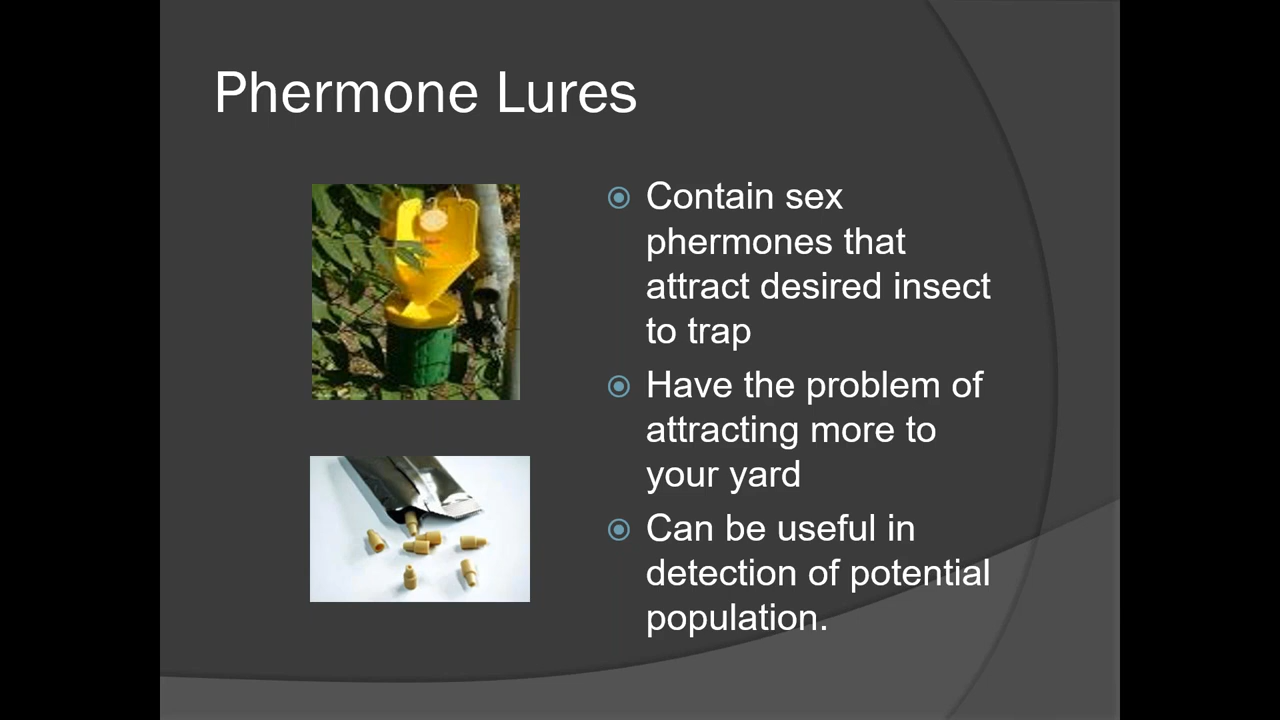 Phermone Lures
Contain sex
phermones that
attract desired insect
to trap
Have the problem of
attracting more to
your yard
Can be useful in
detection of potential
population.